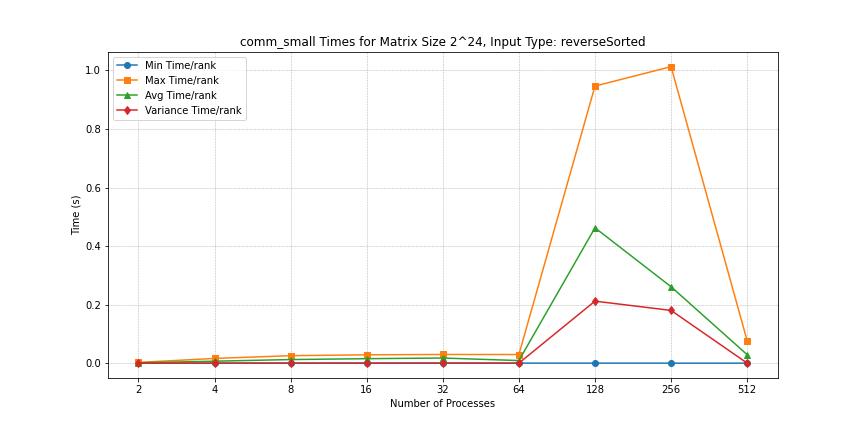 comm_small Times for Matrix Size 2^24, Input Type: reverseSorted
Min Time/rank
Max Time/rank
Avg Time/rank
Variance Time/rank
Time (s)
1.0
0.8
0.6
0.4
0.2
0.0
2 4 8 16 32 64 128 256 512
Number of Processes